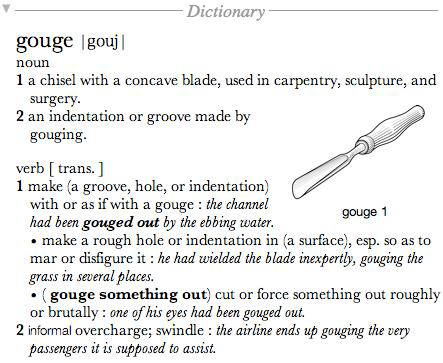 Dictionary
gouge |gouj|
noun
1 a chisel with a concave blade, used in carpentry, sculpture, and
surgery.
2 an indentation or groove made by
gouging.
verb [ trans. ]
1 make (a groove, hole, or indentation)
with or as if with a gouge : the channel
had been gouged out by the ebbing water.
• make a rough hole or indentation in (a surface), esp. so as to
mar or disfigure it : he had wielded the blade inexpertly, gouging the
grass in several places.
• ( gouge something out) cut or force something out roughly
or brutally : one of his eyes had been gouged out.
2 informal overcharge; swindle : the airline ends up gouging the very
passengers it is supposed to assist.
gouge 1